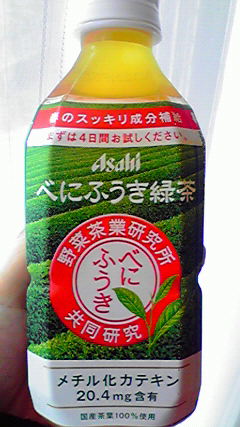 春のスッキリ成分補給
まずは4日間お試しください。
Asahi
べにふうき緑茶
野菜茶業研究所
べに
ふうき
共同研究
メチル化カテキン
20.4mg含有
国産茶葉100%使用